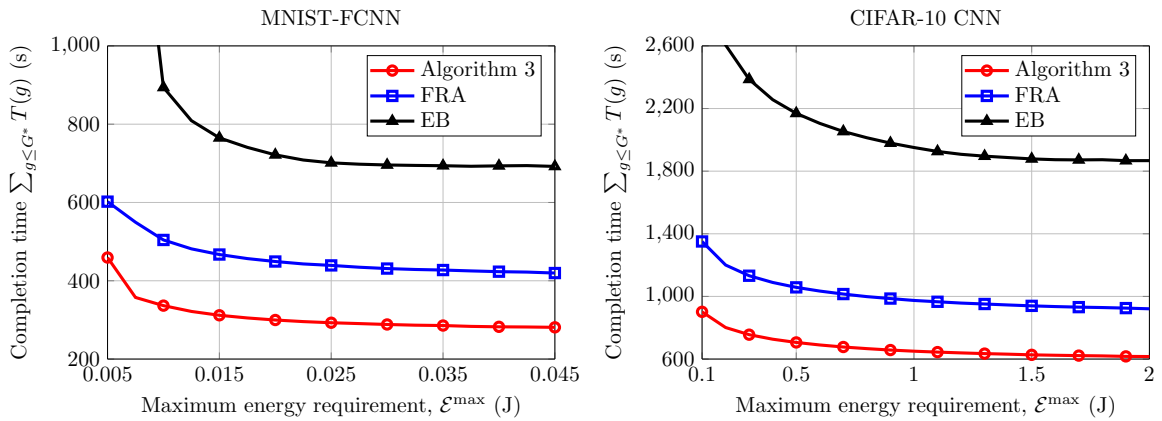 MNIST-FCNN
Completion time ∑_{g≤G*} T(g) (s)
1,000
800
600
400
200
0.005
0.015
0.025
0.035
0.045
Maximum energy requirement, ℰ^max (J)
Algorithm 3
FRA
EB
CIFAR-10 CNN
Completion time ∑_{g≤G*} T(g) (s)
2,600
2,200
1,800
1,400
1,000
600
0.1
0.5
1
1.5
2
Maximum energy requirement, ℰ^max (J)
Algorithm 3
FRA
EB